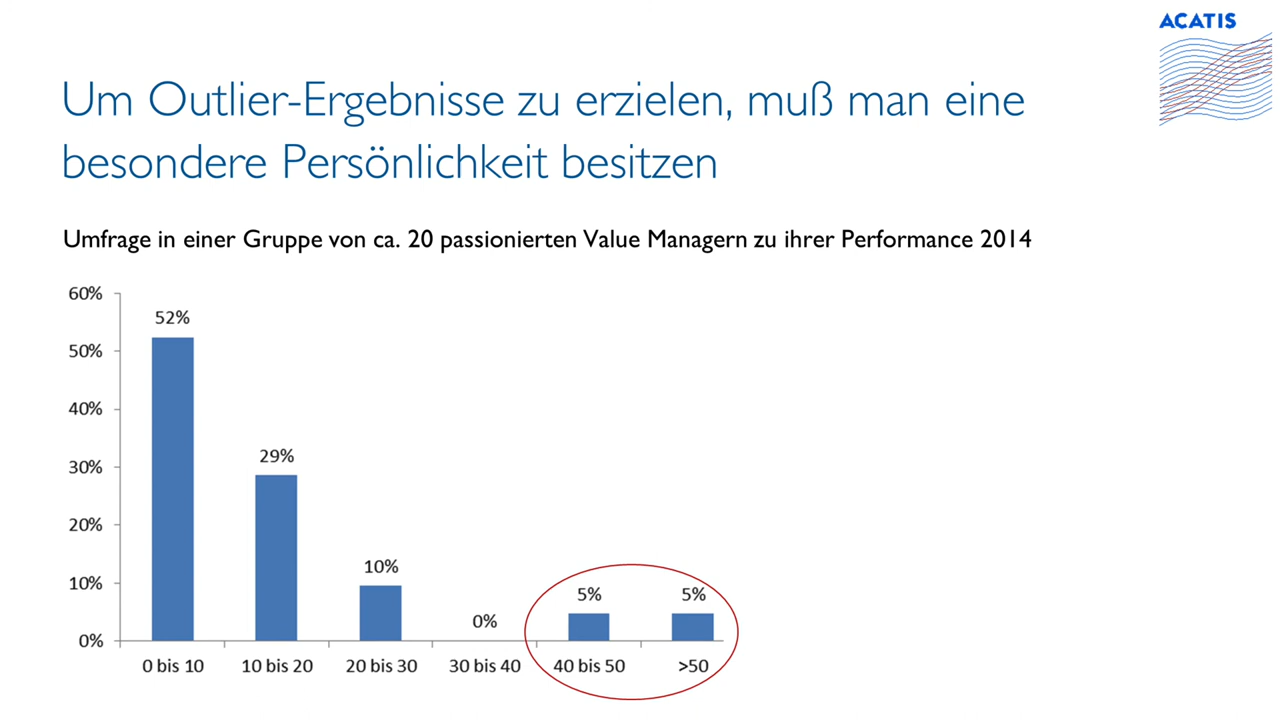 ACATIS
Um Outlier-Ergebnisse zu erzielen, muß man eine
besondere Persönlichkeit besitzen
Umfrage in einer Gruppe von ca. 20 passionierten Value Managern zu ihrer Performance 2014
60%
52%
50%
40%
29%
30%
20%
10%
10%
5%
5%
0%
0%
0 bis 10
10 bis 20
20 bis 30
30 bis 40
40 bis 50
>50